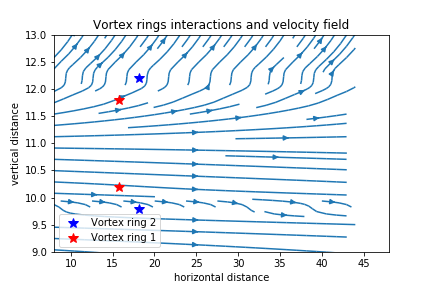 Vortex rings interactions and velocity field
vertical distance
13.0
12.5
12.0
11.5
11.0
10.5
10.0
9.5
9.0
Vortex ring 2
Vortex ring 1
10 15 20 25 30 35 40 45
horizontal distance